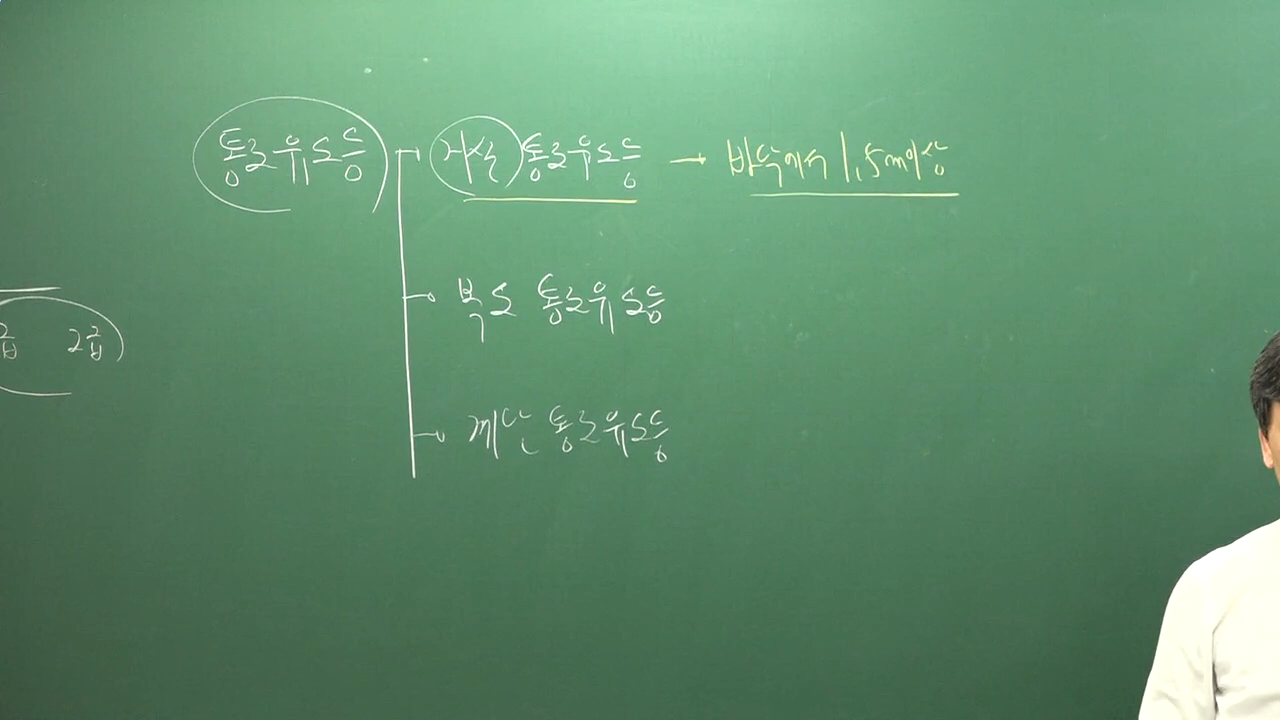 통로유도등 거실 통로유도등 → 바닥에서 1.5m이상
복도 통로유도등
급 2급
계단 통로유도등